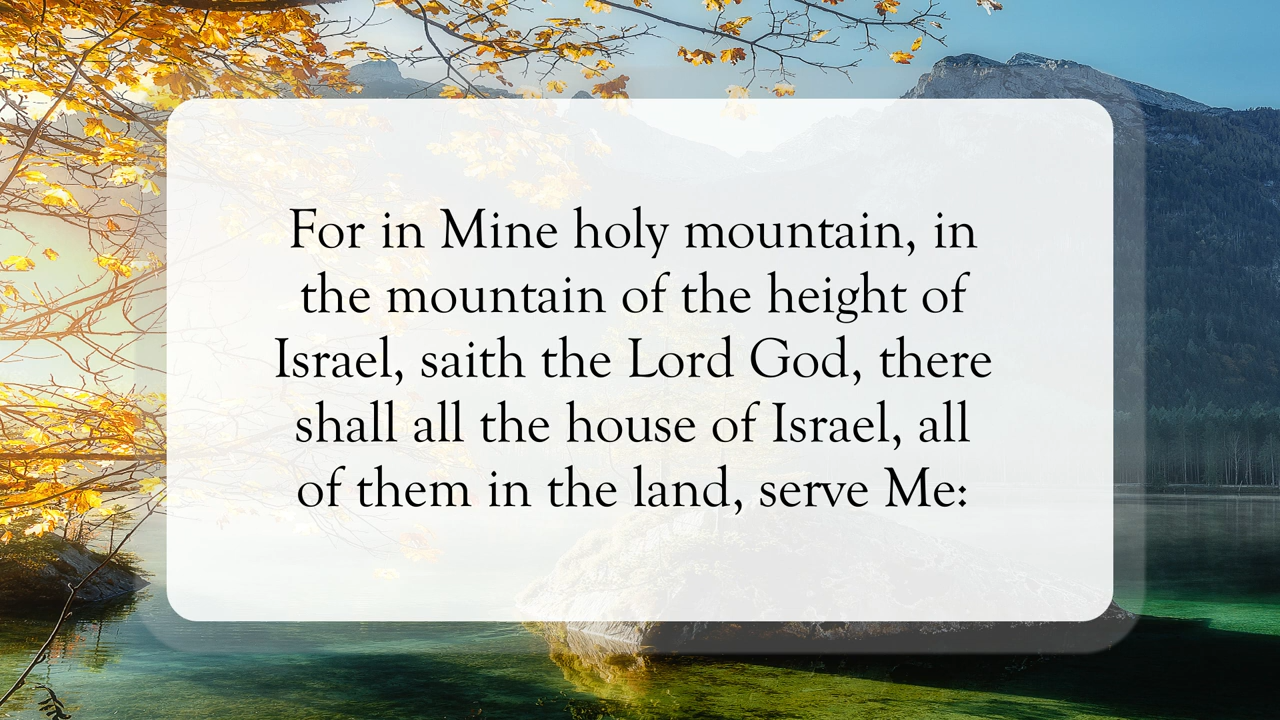 For in Mine holy mountain, in
the mountain of the height of
Israel, saith the Lord God, there
shall all the house of Israel, all
of them in the land, serve Me: